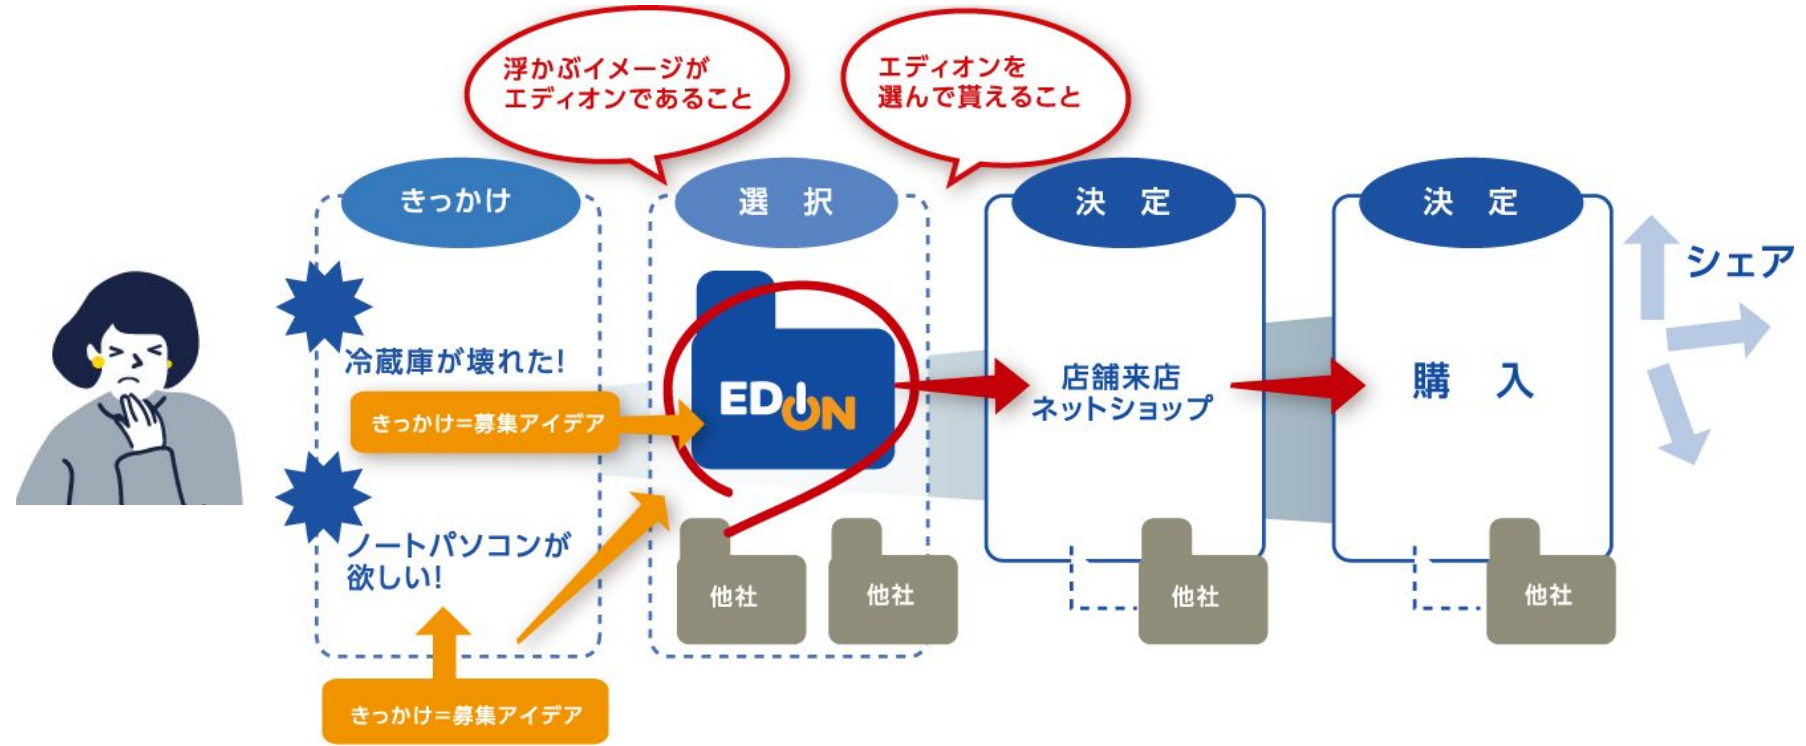 浮かぶイメージが
エディオンであること
エディオンを
選んで貰えること
きっかけ
選 択
決 定
決 定
シェア
冷蔵庫が壊れた!
きっかけ=募集アイデア
EDION
店舗来店
ネットショップ
購 入
ノートパソコンが
欲しい!
他社
他社
他社
他社
きっかけ=募集アイデア